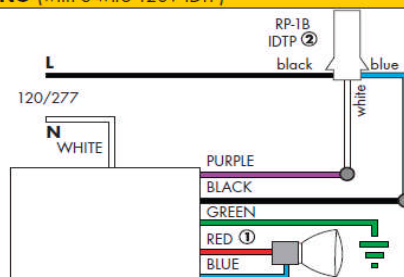 RP-1B
IDTP ②
L
black
blue
120/277
white
N
WHITE
PURPLE
BLACK
GREEN
RED ①
BLUE